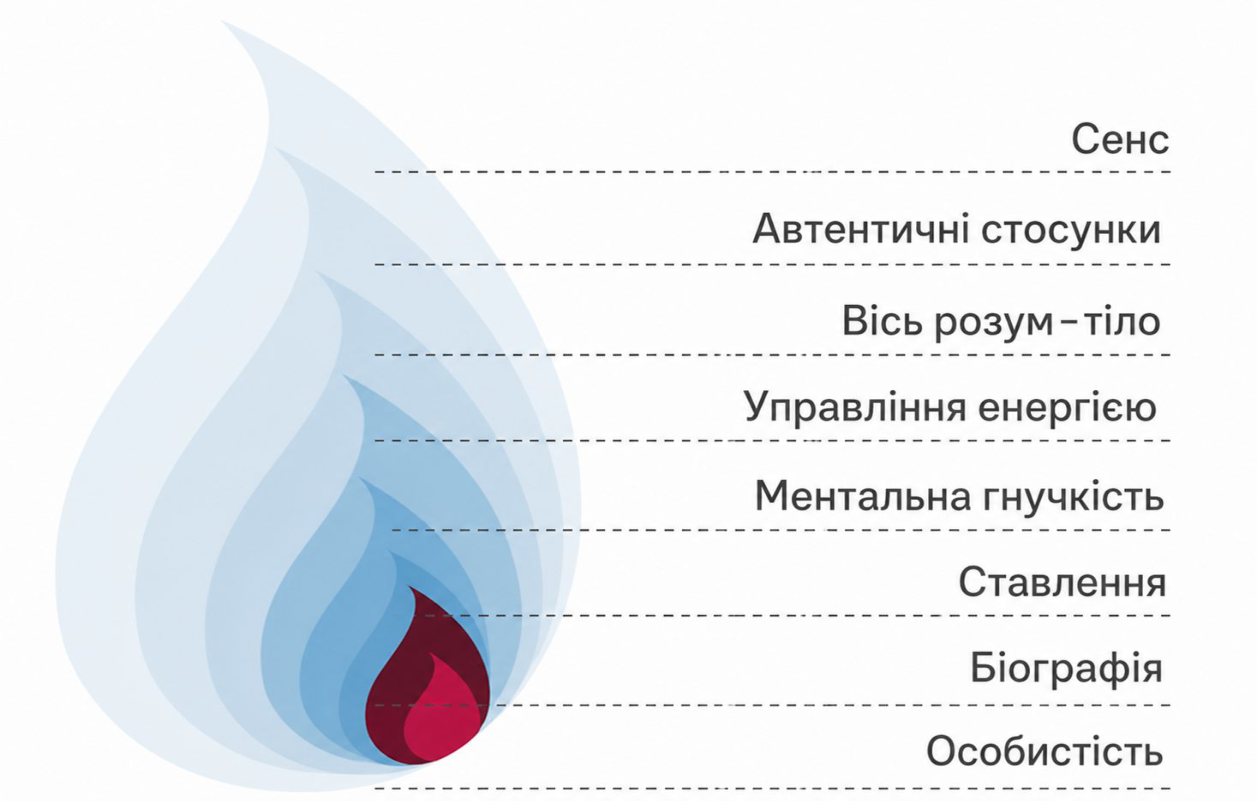 Сенс
Автентичні стосунки
Вісь розум–тіло
Управління енергією
Ментальна гнучкість
Ставлення
Біографія
Особистість